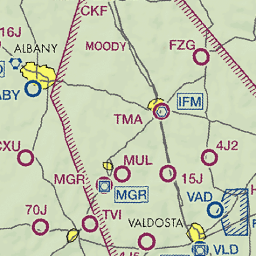 CKF
16J
ALBANY
MOODY
FZG
ABY
IFM
TMA
CXU
MUL
4J2
15J
MGR
MGR
VAD
70J
TVI
VALDOSTA
VLD